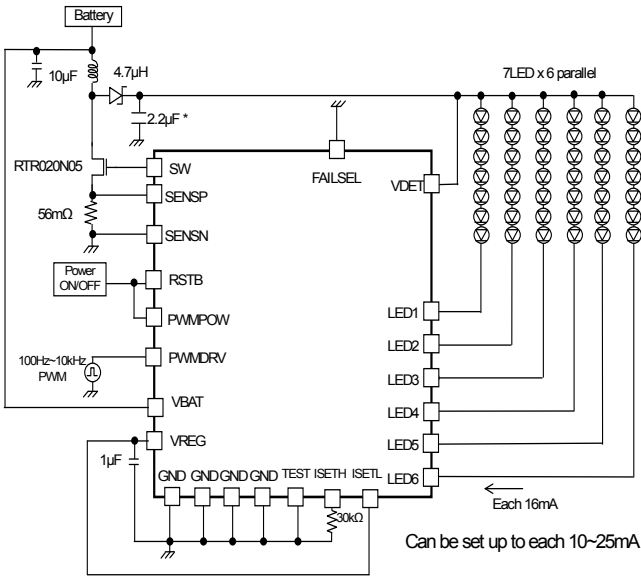 Battery
10μF
4.7μH
7LED x 6 parallel
2.2μF *
RTR020N05
SW
FAILSEL
VDET
SENSP
56mΩ
SENSN
Power
ON/OFF
RSTB
PWMPOW
LED1
LED2
100Hz~10kHz
PWM
PWMDRV
LED3
VBAT
LED4
VREG
LED5
1μF
GND GND GND GND TEST ISETH ISETL
LED6
30kΩ
Each 16mA
Can be set up to each 10~25mA